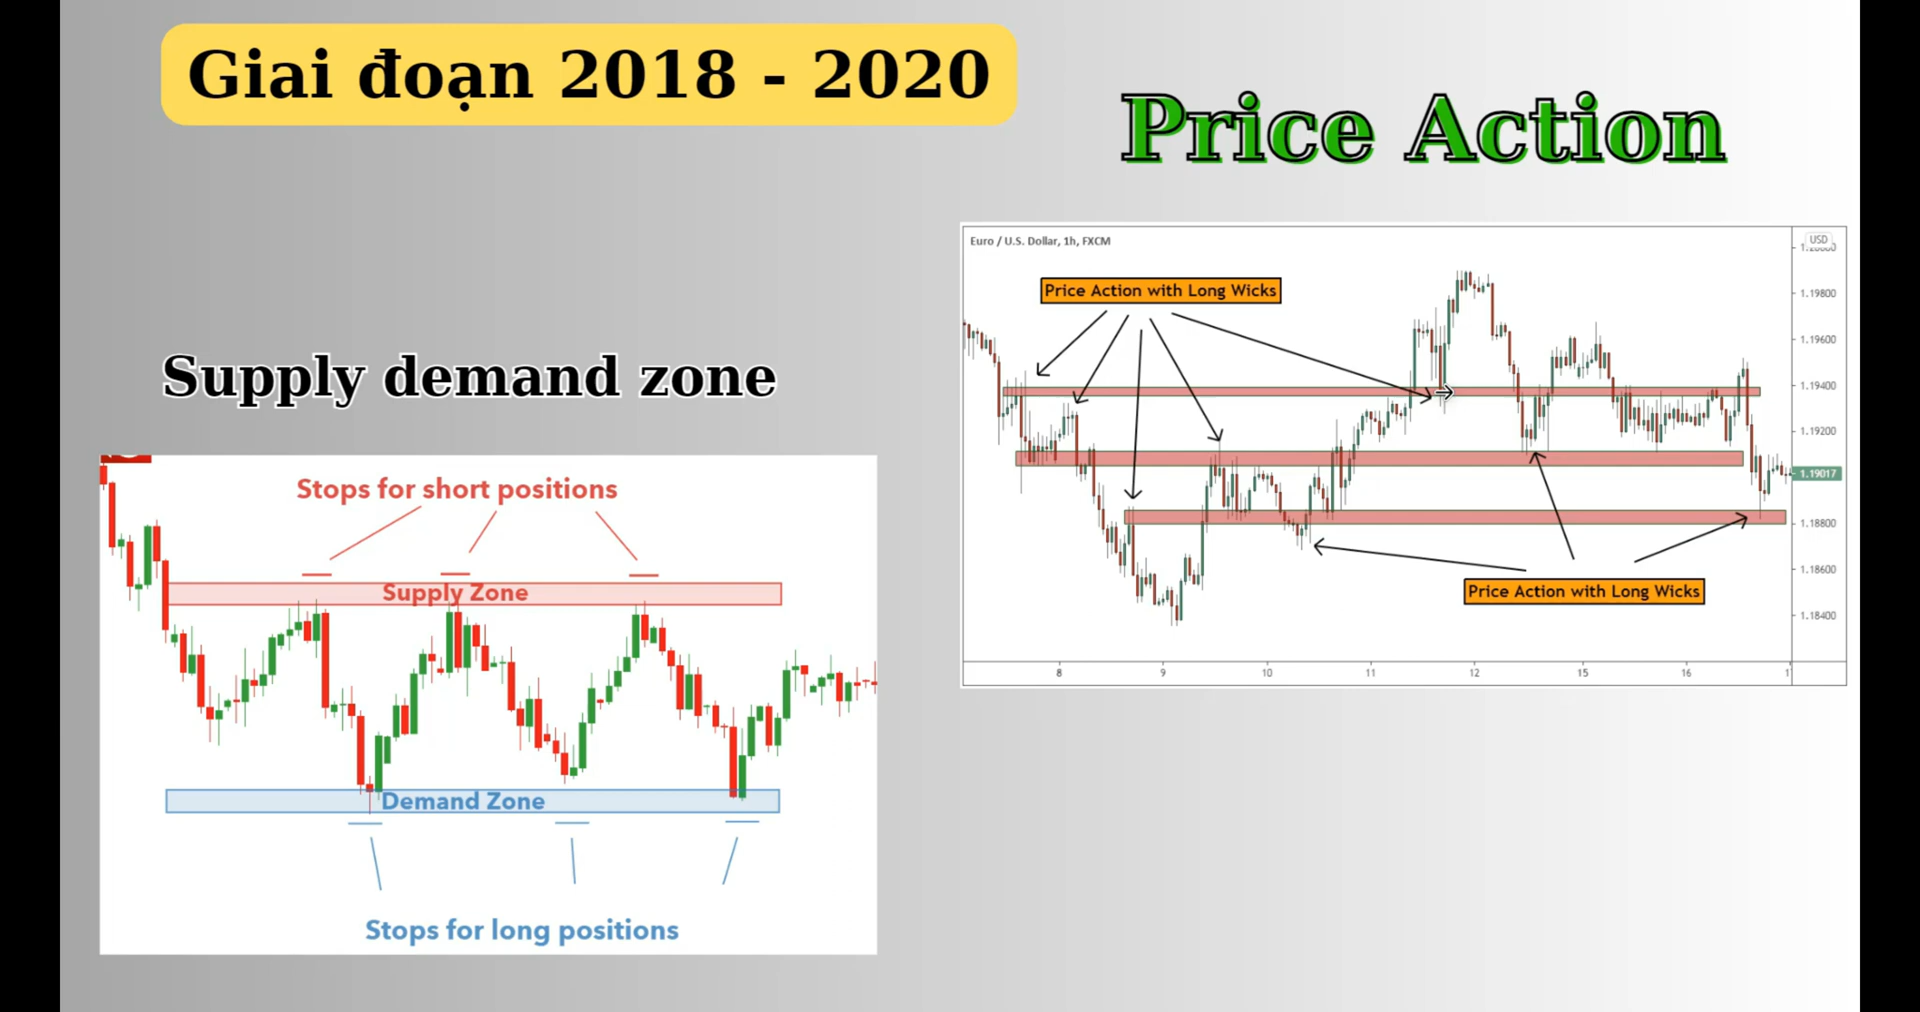 Giai đoạn 2018 - 2020
Price Action
Supply demand zone
Stops for short positions
Supply Zone
Demand Zone
Stops for long positions
Euro / U.S. Dollar, 1h, FXCM
USD
Price Action with Long Wicks
1.19800
1.19600
1.19400
1.19200
1.19017
1.18800
1.18600
Price Action with Long Wicks
1.18400
8 9 10 11 12 15 16